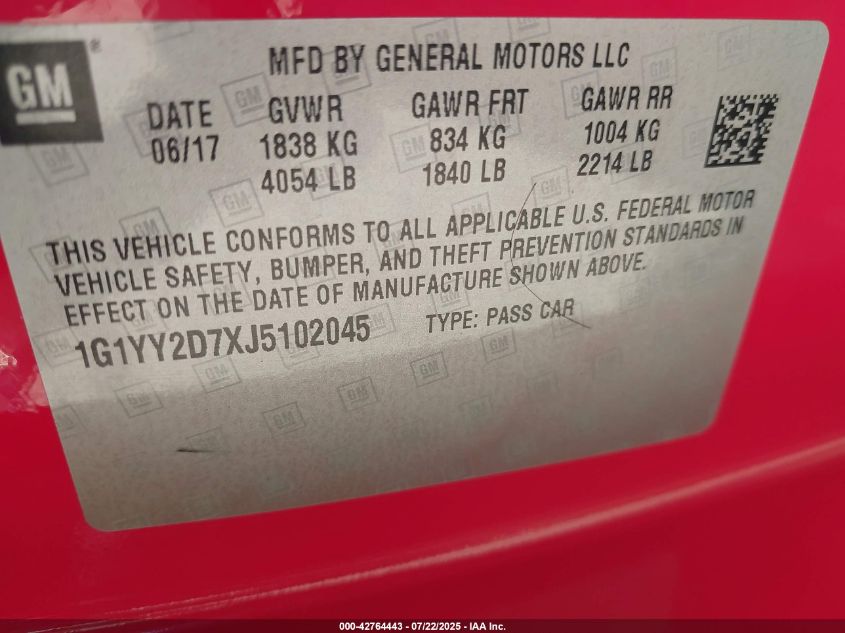 GM ®
MFD BY GENERAL MOTORS LLC
DATE GVWR GAWR FRT GAWR RR
06/17 1838 KG 834 KG 1004 KG
4054 LB 1840 LB 2214 LB
THIS VEHICLE CONFORMS TO ALL APPLICABLE U.S. FEDERAL MOTOR
VEHICLE SAFETY, BUMPER, AND THEFT PREVENTION STANDARDS IN
EFFECT ON THE DATE OF MANUFACTURE SHOWN ABOVE.
1G1YY2D7XJ5102045 TYPE: PASS CAR
000-42764443 - 07/22/2025 - IAA Inc.